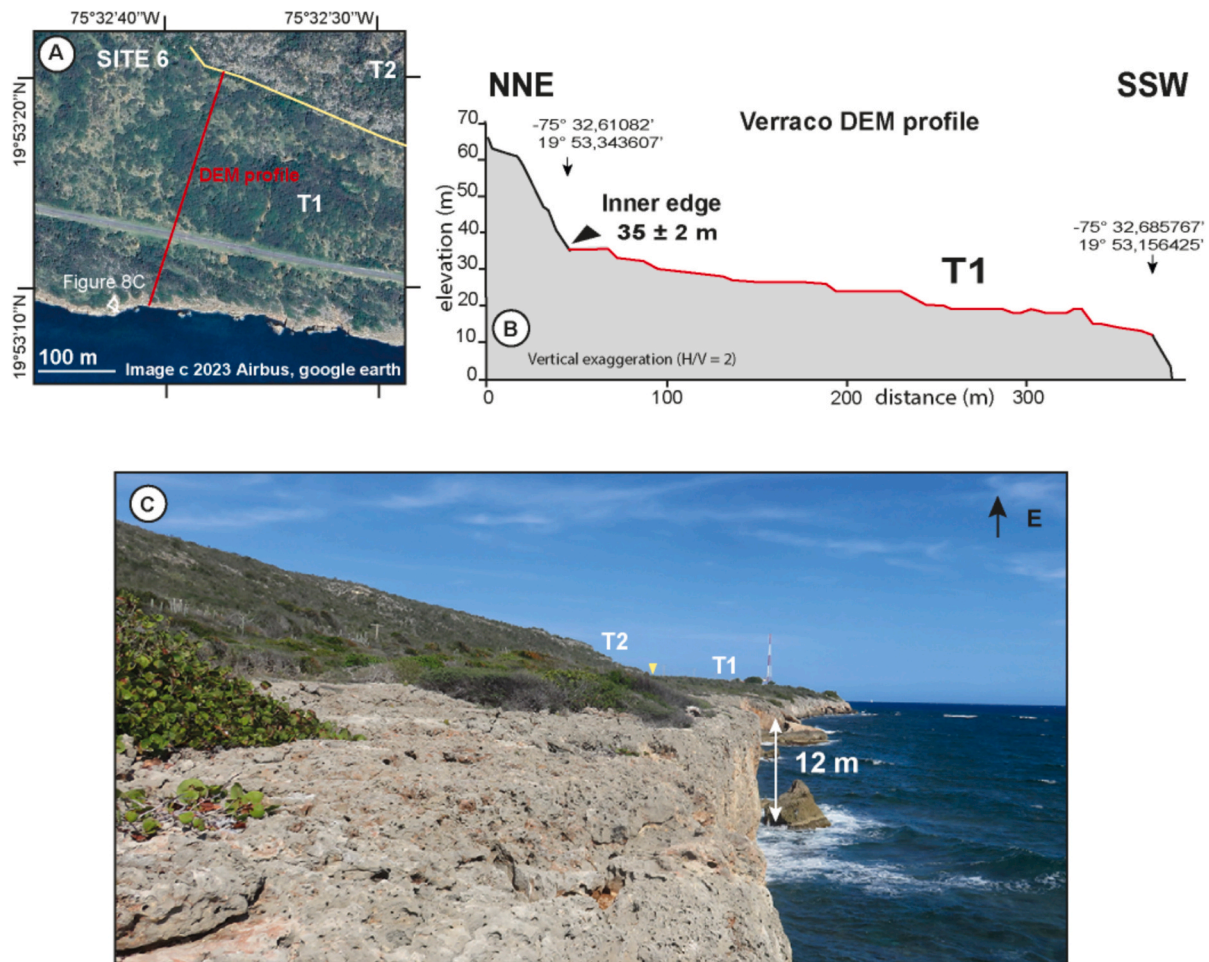 75°32'40"W
75°32'30"W
A
SITE 6
T2
19°53'20"N
DEM profile
T1
Figure 8C
19°53'10"N
100 m
Image c 2023 Airbus, google earth
NNE
SSW
Verraco DEM profile
-75° 32,61082'
19° 53,343607'
Inner edge
35 ± 2 m
-75° 32,685767'
19° 53,156425'
T1
elevation (m)
70
60
50
40
30
20
10
0
B
Vertical exaggeration (H/V = 2)
0
100
200
distance (m)
300
C
E
T2
T1
12 m